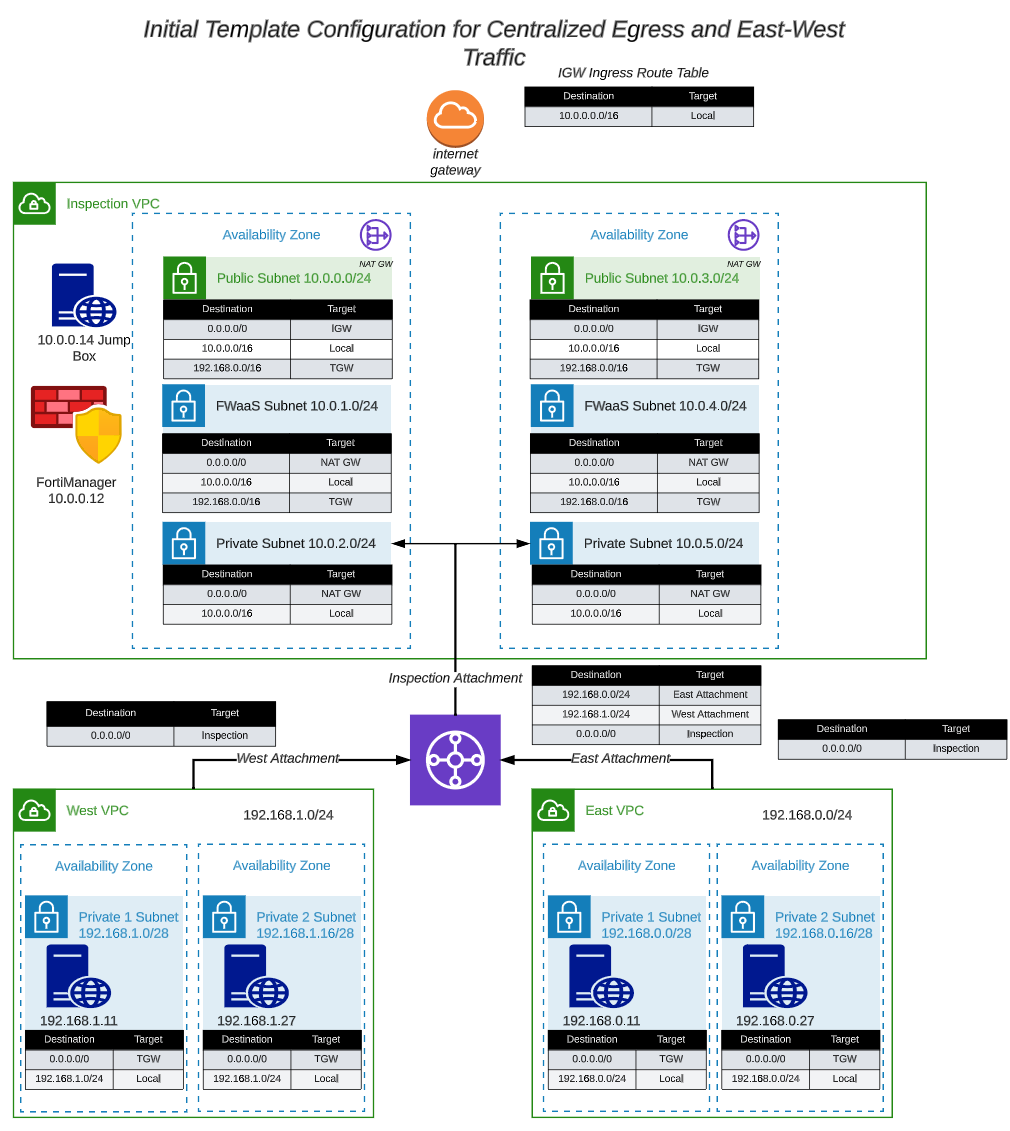 Initial Template Configuration for Centralized Egress and East-West
Traffic
IGW Ingress Route Table
Destination Target
10.0.0.0.0/16 Local
internet
gateway
Inspection VPC
Availability Zone
NAT GW
Public Subnet 10.0.0.0/24
Destination Target
0.0.0.0/0 IGW
10.0.0.0/16 Local
192.168.0.0/16 TGW
FWaaS Subnet 10.0.1.0/24
Destination Target
0.0.0.0/0 NAT GW
10.0.0.0/16 Local
192.168.0.0/16 TGW
Private Subnet 10.0.2.0/24
Destination Target
0.0.0.0/0 NAT GW
10.0.0.0/16 Local
Availability Zone
NAT GW
Public Subnet 10.0.3.0/24
Destination Target
0.0.0.0/0 IGW
10.0.0.0/16 Local
192.168.0.0/16 TGW
FWaaS Subnet 10.0.4.0/24
Destination Target
0.0.0.0/0 NAT GW
10.0.0.0/16 Local
192.168.0.0/16 TGW
Private Subnet 10.0.5.0/24
Destination Target
0.0.0.0/0 NAT GW
10.0.0.0/16 Local
10.0.0.14 Jump
Box
FortiManager
10.0.0.12
Inspection Attachment
Destination Target
192.168.0.0/24 East Attachment
192.168.1.0/24 West Attachment
0.0.0.0/0 Inspection
Destination Target
0.0.0.0/0 Inspection
West Attachment
Destination Target
0.0.0.0/0 Inspection
East Attachment
West VPC
192.168.1.0/24
Availability Zone
Private 1 Subnet
192.168.1.0/28
192.168.1.11
Destination Target
0.0.0.0/0 TGW
192.168.1.0/24 Local
Availability Zone
Private 2 Subnet
192.168.1.16/28
192.168.1.27
Destination Target
0.0.0.0/0 TGW
192.168.1.0/24 Local
East VPC
192.168.0.0/24
Availability Zone
Private 1 Subnet
192.168.0.0/28
192.168.0.11
Destination Target
0.0.0.0/0 TGW
192.168.0.0/24 Local
Availability Zone
Private 2 Subnet
192.168.0.16/28
192.168.0.27
Destination Target
0.0.0.0/0 TGW
192.168.0.0/24 Local